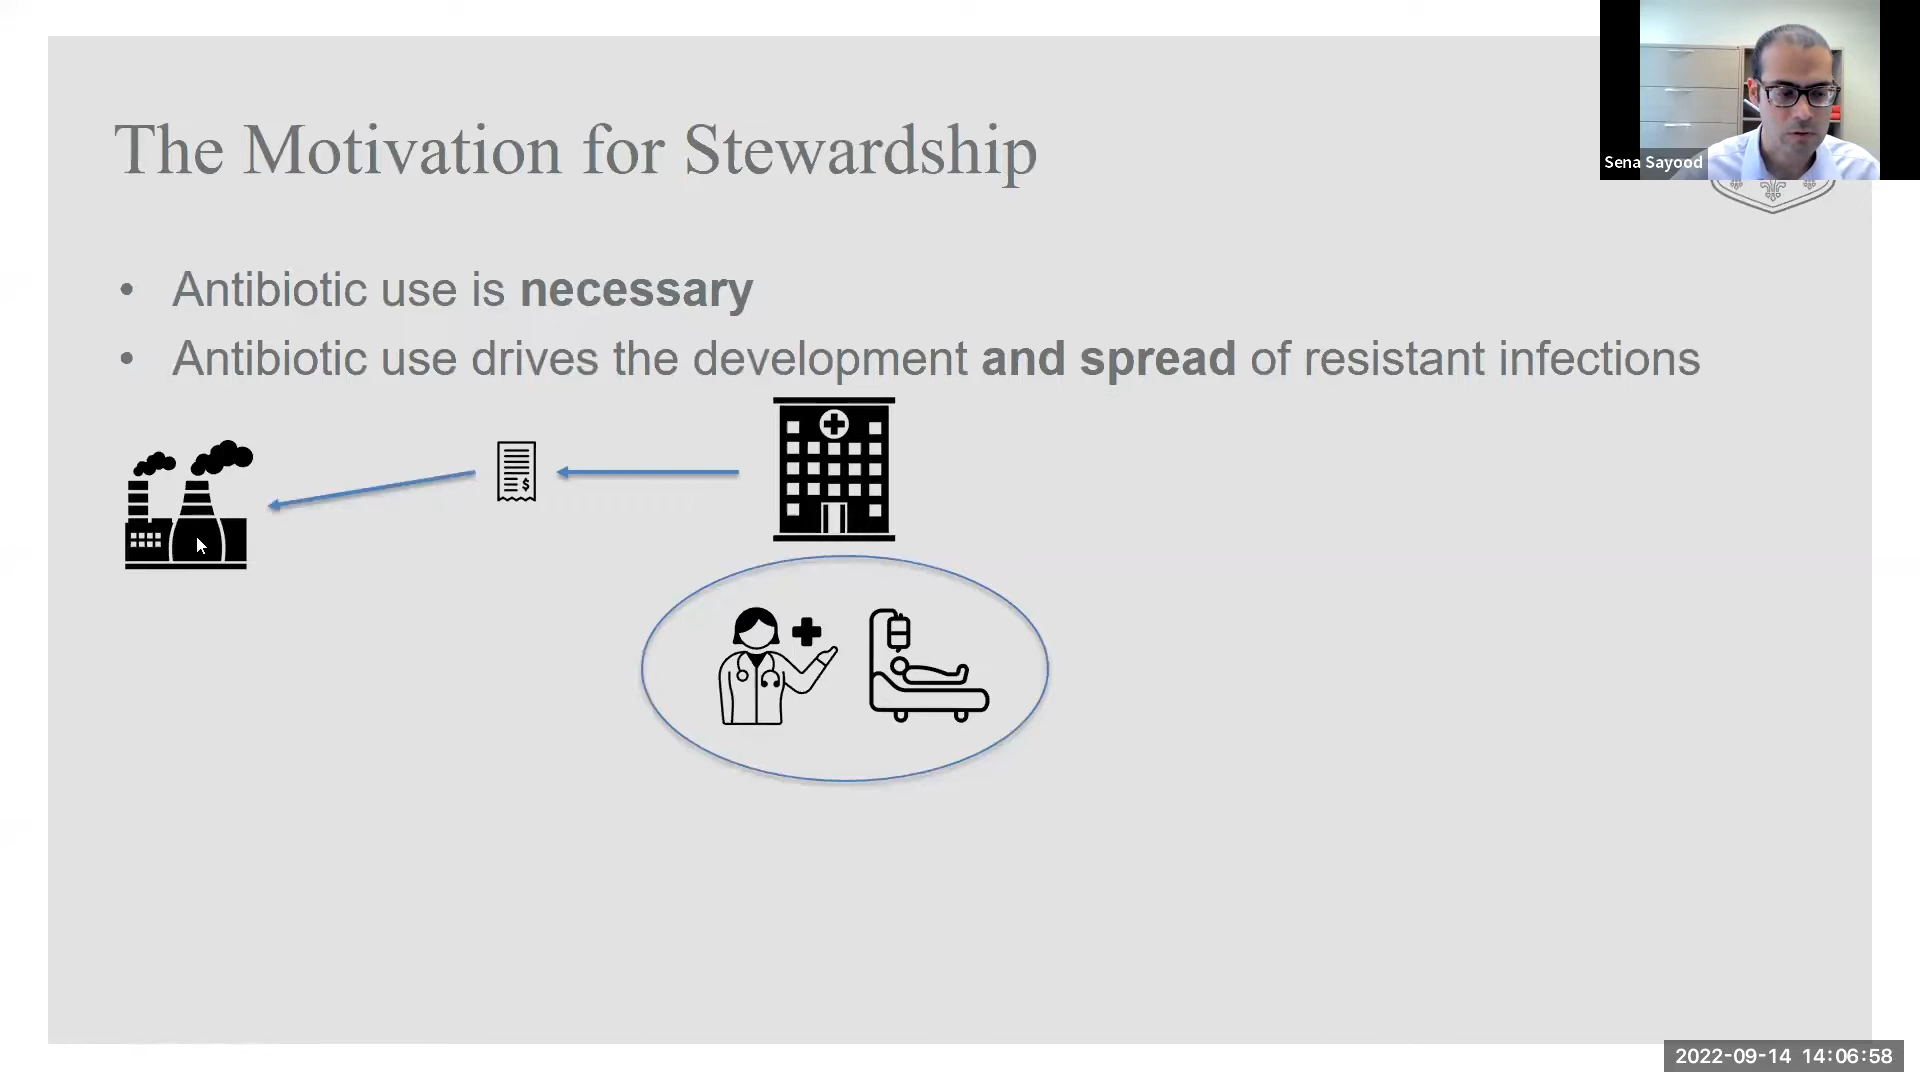 Sena Sayood
The Motivation for Stewardship
• Antibiotic use is necessary
• Antibiotic use drives the development and spread of resistant infections
$
2022-09-14 14:06:58